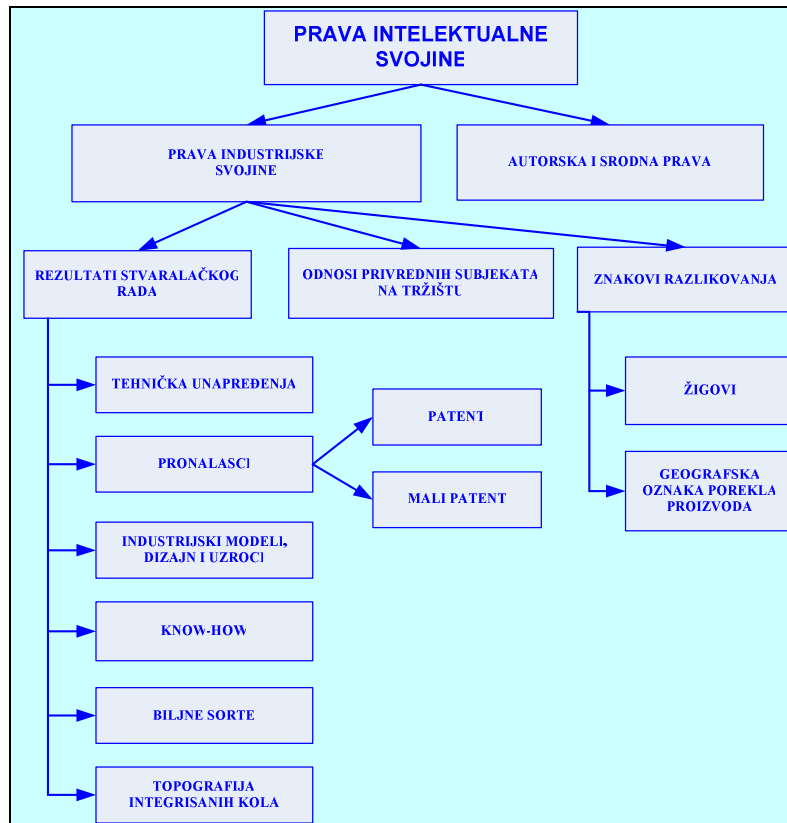 PRAVA INTELEKTUALNE
SVOJINE
PRAVA INDUSTRIJSKE
SVOJINE
AUTORSKA I SRODNA PRAVA
REZULTATI STVARALAČKOG
RADA
ODNOSI PRIVREDNIH SUBJEKATA
NA TRŽIŠTU
ZNAKOVI RAZLIKOVANJA
TEHNIČKA UNAPREĐENJA
PRONALASCI
INDUSTRIJSKI MODELI,
DIZAJN I UZROCI
KNOW-HOW
BILJNE SORTE
TOPOGRAFIJA
INTEGRISANIH KOLA
PATENT
MALI PATENT
ŽIGOVI
GEOGRAFSKA
OZNAKA POREKLA
PROIZVODA